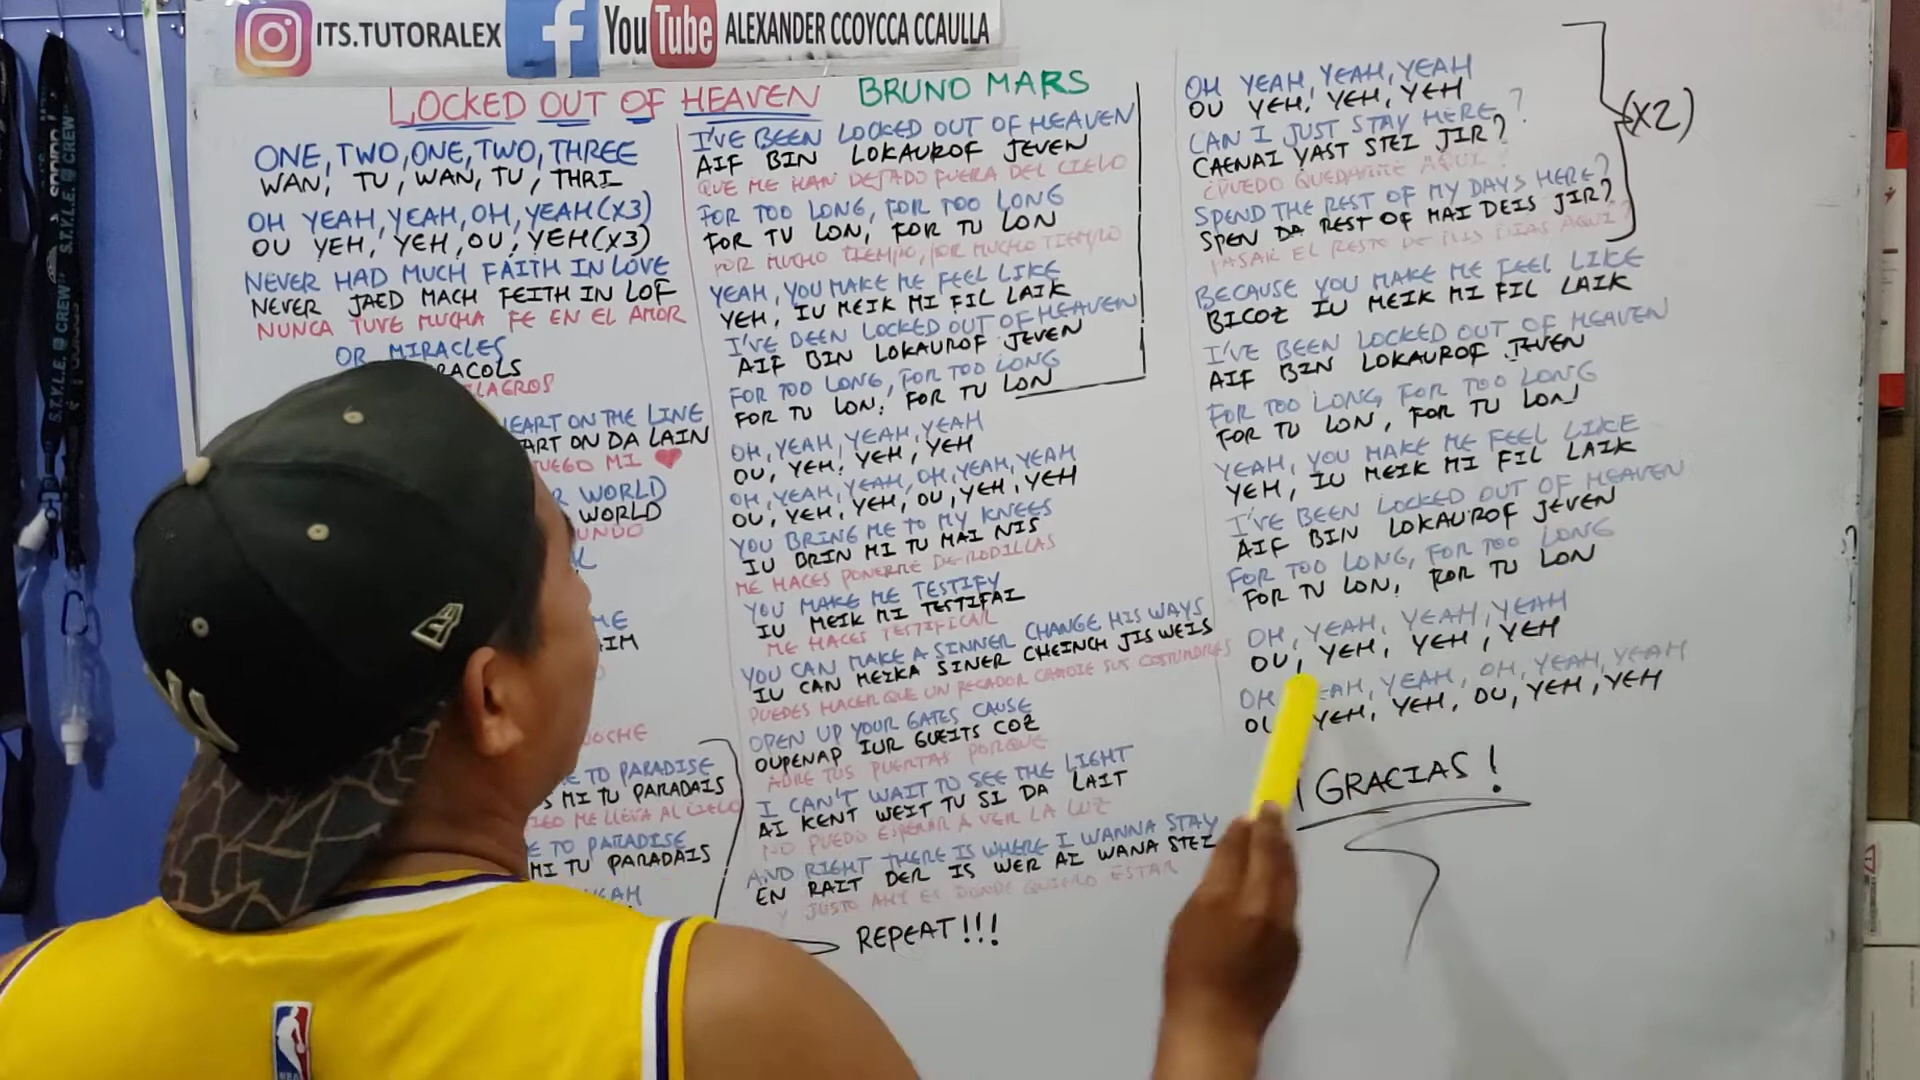 ITS.TUTORALEX f YouTube ALEXANDER CCOYCCA CCAULLA
LOCKED OUT OF HEAVEN BRUNO MARS
ONE, TWO, ONE, TWO, THREE
WAN, TU, WAN, TU, THRI
OH YEAH, YEAH, OH, YEAH (X3)
OU YEH, YEH, OU, YEH (X3)
NEVER HAD MUCH FAITH IN LOVE
NEVER JAED MACH FEITH IN LOF
NUNCA TUVE MUCHA FE EN EL AMOR
OR MIRACLES
RACOLS
LAGROS
HEART ON THE LINE
ART ON DA LAIN
UEGO MI ❤
R WORLD
WORLD
UNDO
L
ME
IM
NOCHE
E TO PARADISE
S MI TU PARADAIS
ME LLEVA AL CIELO
E TO PARADISE
MI TU PARADAIS
EAH
I'VE BEEN LOCKED OUT OF HEAVEN
AIF BIN LOKAUROF JEVEN
QUE ME HAN DEJADO FUERA DEL CIELO
FOR TOO LONG, FOR TOO LONG
FOR TU LON, FOR TU LON
POR MUCHO TIEMPO, POR MUCHO TIEMPO
YEAH, YOU MAKE ME FEEL LIKE
YEH, IU MEIK MI FIL LAIK
I'VE BEEN LOCKED OUT OF HEAVEN
AIF BIN LOKAUROF JEVEN
FOR TOO LONG, FOR TOO LONG
FOR TU LON, FOR TU LON
OH, YEAH, YEAH, YEAH
OU, YEH, YEH, YEH
OH, YEAH, YEAH, OH, YEAH, YEAH
OU, YEH, YEH, OU, YEH, YEH
YOU BRING ME TO MY KNEES
IU BRIN MI TU MAI NIS
ME HACES PONERME DE RODILLAS
YOU MAKE ME TESTIFY
IU MEIK MI TESTIFAI
ME HACES TESTIFICAR
YOU CAN MAKE A SINNER CHANGE HIS WAYS
IU CAN MEIKA SINER CHEINCH JIS WEIS
PUEDES HACER QUE UN PECADOR CAMBIE SUS COSTUMBRES
OPEN UP YOUR GATES CAUSE
OUPENAP IUR GUEITS COZ
ABRE TUS PUERTAS PORQUE
I CAN'T WAIT TO SEE THE LIGHT
AI KENT WEIT TU SI DA LAIT
NO PUEDO ESPERAR A VER LA LUZ
AND RIGHT THERE IS WHERE I WANNA STAY
EN RAIT DER IS WER AI WANA STEI
Y JUSTO AHI ES DONDE QUIERO ESTAR
REPEAT!!!
OH YEAH, YEAH, YEAH
OU YEH, YEH, YEH
CAN I JUST STAY HERE?
CAENAI YAST STEI JIR?
¿PUEDO QUEDARME AQUI?
SPEND THE REST OF MY DAYS HERE?
SPEN DA REST OF MAI DEIS JIR?
PASAR EL RESTO DE MIS DIAS AQUI?
(X2)
BECAUSE YOU MAKE ME FEEL LIKE
BICOZ IU MEIK MI FIL LAIK
I'VE BEEN LOCKED OUT OF HEAVEN
AIF BIN LOKAUROF JEVEN
FOR TOO LONG, FOR TOO LONG
FOR TU LON, FOR TU LON
YEAH, YOU MAKE ME FEEL LIKE
YEH, IU MEIK MI FIL LAIK
I'VE BEEN LOCKED OUT OF HEAVEN
AIF BIN LOKAUROF JEVEN
FOR TOO LONG, FOR TOO LONG
FOR TU LON, FOR TU LON
OH, YEAH, YEAH, YEAH
OU, YEH, YEH, YEH
OH YEAH, YEAH, OH, YEAH, YEAH
OU YEH, YEH, OU, YEH, YEH
¡GRACIAS!
S.T.Y.L.E. CREW
S.T.Y.L.E. CREW
NBA